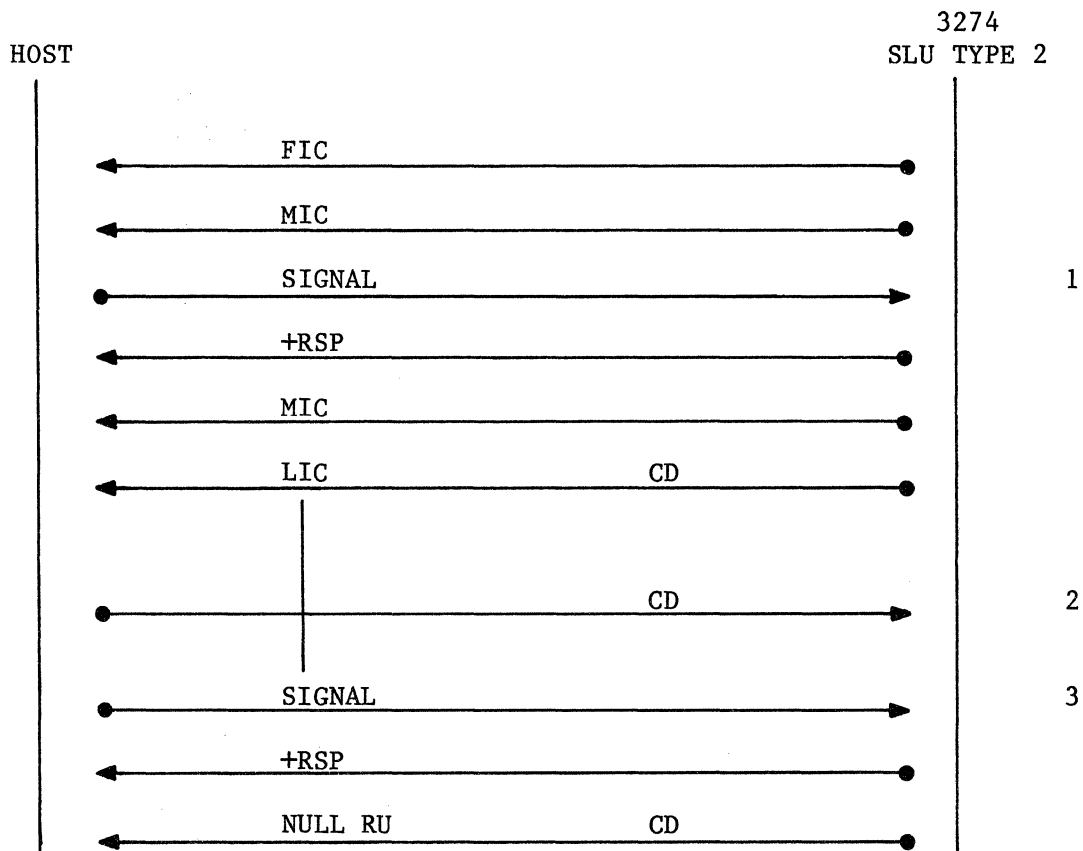 3274
HOST SLU TYPE 2
FIC
MIC
SIGNAL 1
+RSP
MIC
LIC CD
CD 2
SIGNAL 3
+RSP
NULL RU CD